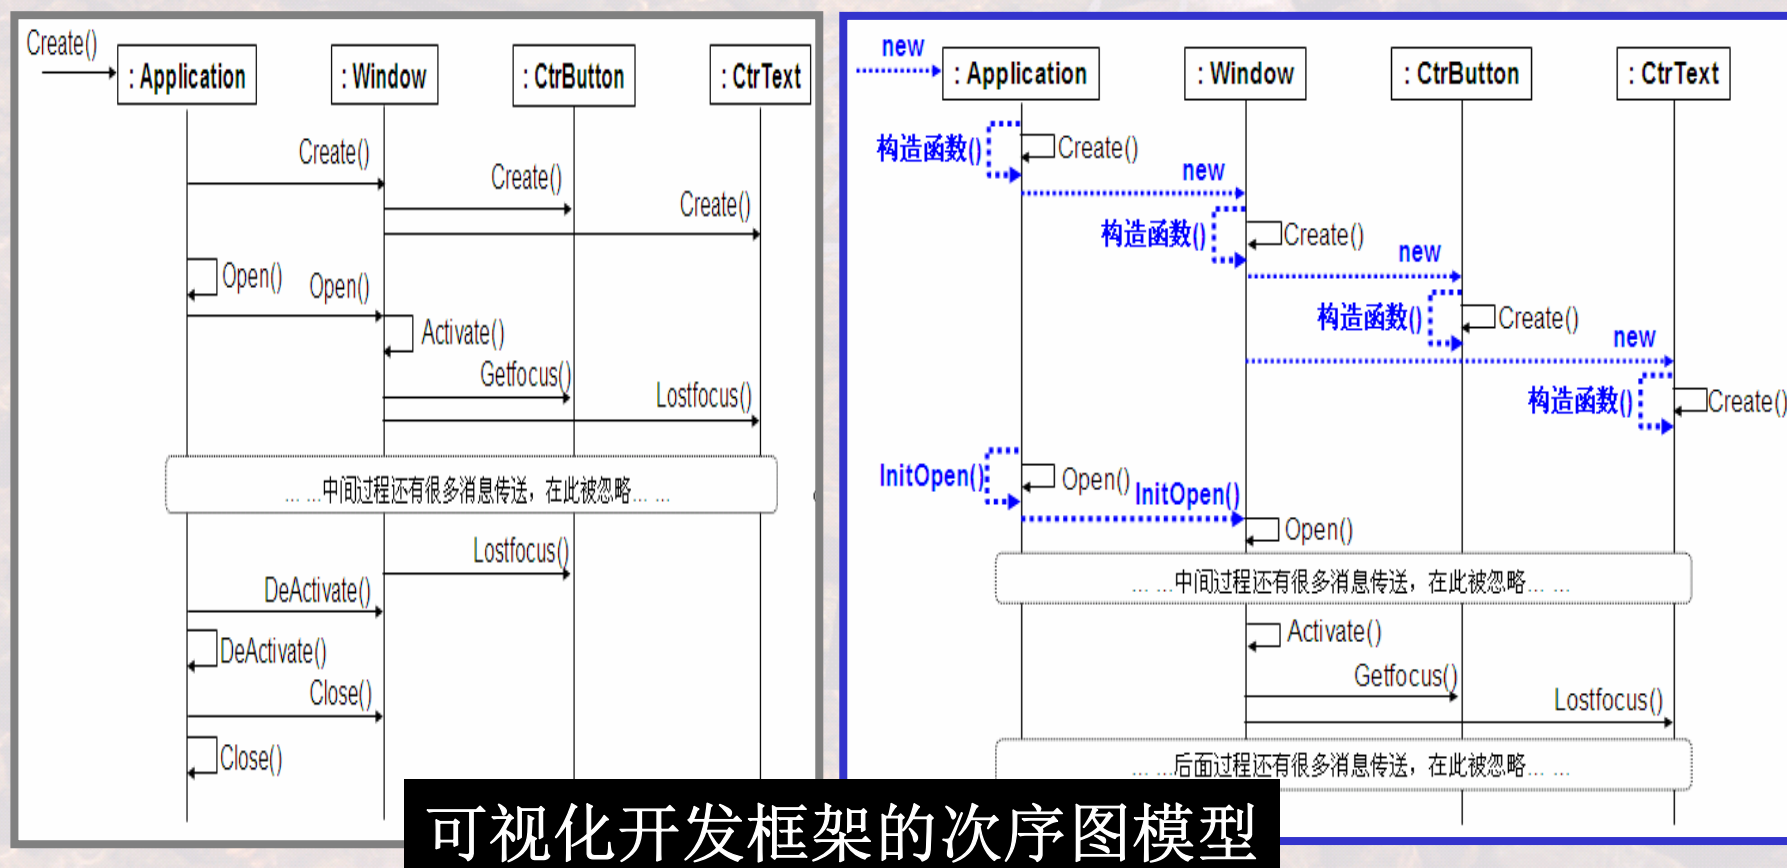 Create()
: Application
: Window
: CtrButton
: CtrText
Create()
Create()
Create()
Open()
Open()
Activate()
Getfocus()
Lostfocus()
... ...中间过程还有很多消息传送，在此被忽略... ...
Lostfocus()
DeActivate()
DeActivate()
Close()
Close()
new
: Application
: Window
: CtrButton
: CtrText
构造函数()
Create()
new
构造函数()
Create()
new
构造函数()
Create()
new
构造函数()
Create()
InitOpen()
Open()
InitOpen()
Open()
... ...中间过程还有很多消息传送，在此被忽略... ...
Activate()
Getfocus()
Lostfocus()
... ...后面过程还有很多消息传送，在此被忽略... ...
可视化开发框架的次序图模型